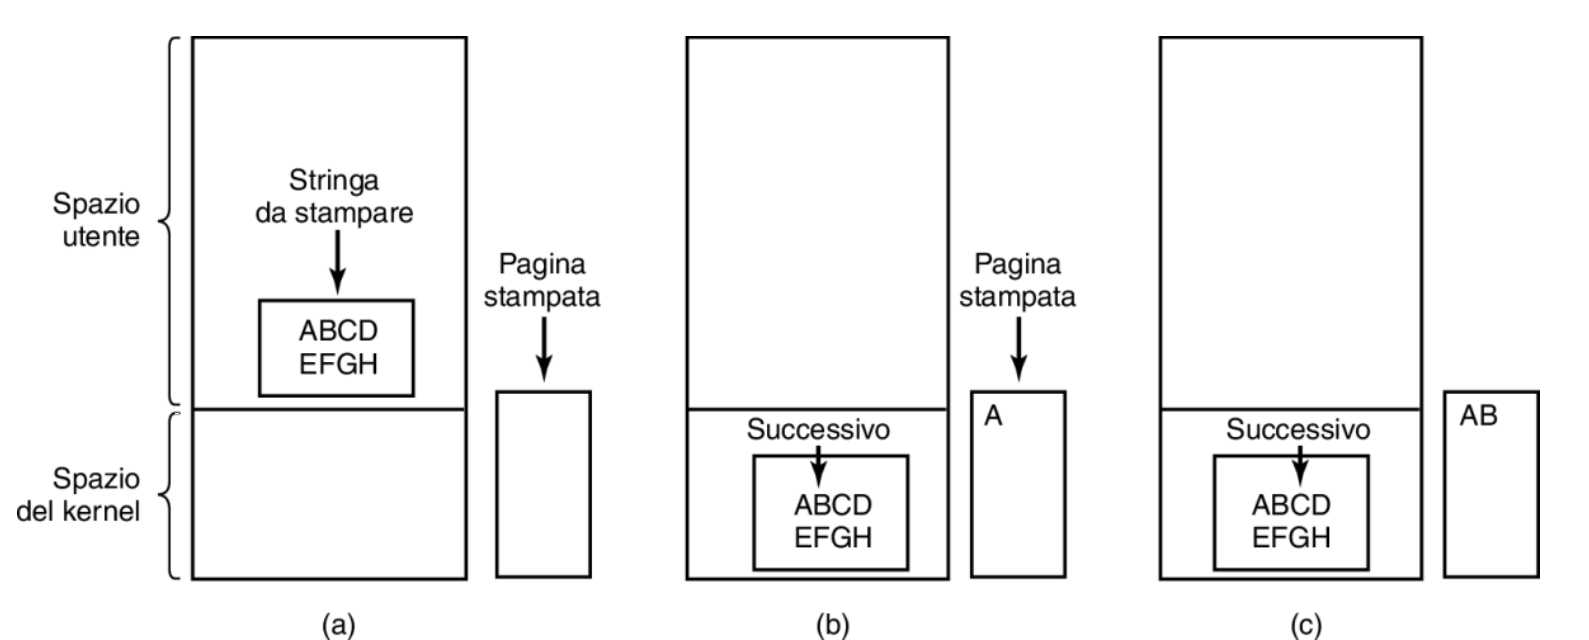 Spazio
utente
Spazio
del kernel
Stringa
da stampare
ABCD
EFGH
Pagina
stampata
(a)
Successivo
ABCD
EFGH
Pagina
stampata
A
(b)
Successivo
ABCD
EFGH
AB
(c)